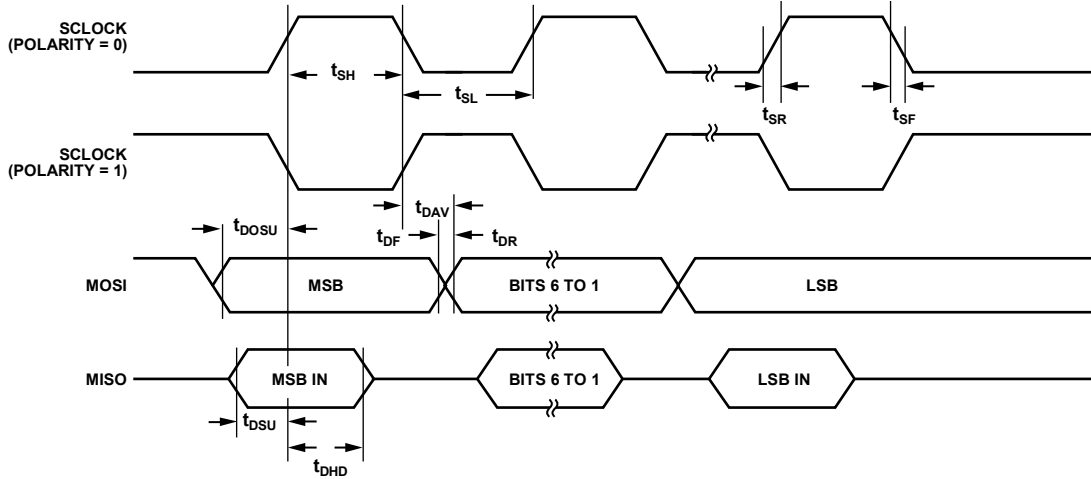 SCLOCK
(POLARITY = 0)
tSH
tSL
tSR
tSF
SCLOCK
(POLARITY = 1)
tDAV
tDOSU
tDF
tDR
MOSI
MSB
BITS 6 TO 1
LSB
MISO
MSB IN
BITS 6 TO 1
LSB IN
tDSU
tDHD